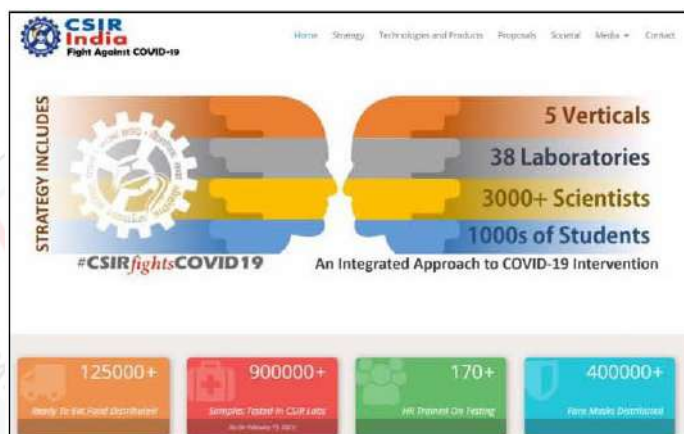 CSIR
India
Fight Against COVID-19
Home Strategy Technologies and Products Proposals Societal Media Contact
STRATEGY INCLUDES
5 Verticals
38 Laboratories
3000+ Scientists
1000s of Students
#CSIRfightsCOVID19
An Integrated Approach to COVID-19 Intervention
125000+
Ready To Eat Food Distributed
900000+
Samples Tested in CSIR Labs
170+
HR Trained On Testing
400000+
Face Masks Distributed